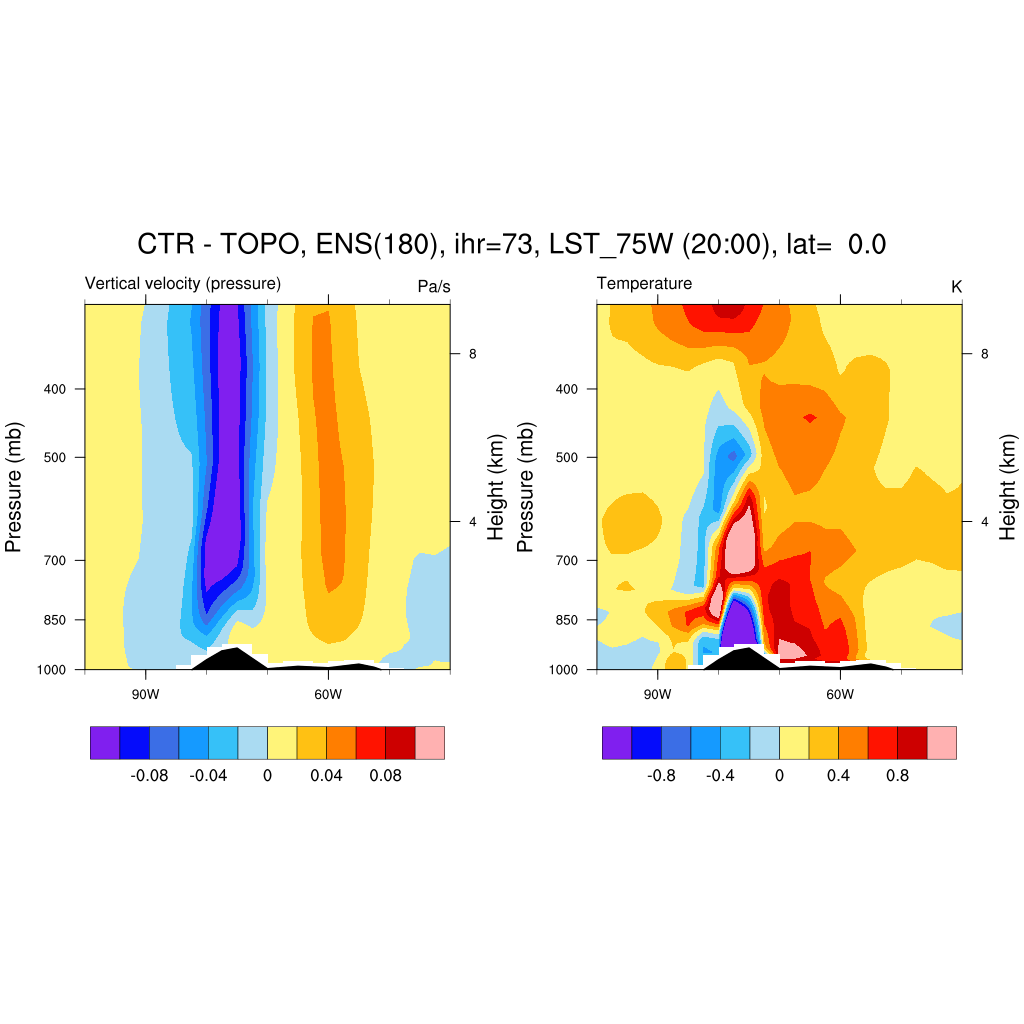 CTR - TOPO, ENS(180), ihr=73, LST_75W (20:00), lat=  0.0
Vertical velocity (pressure)
Pa/s
Pressure (mb)
400
500
700
850
1000
8
4
Height (km)
90W
60W
-0.08
-0.04
0
0.04
0.08
Temperature
K
Pressure (mb)
400
500
700
850
1000
8
4
Height (km)
90W
60W
-0.8
-0.4
0
0.4
0.8